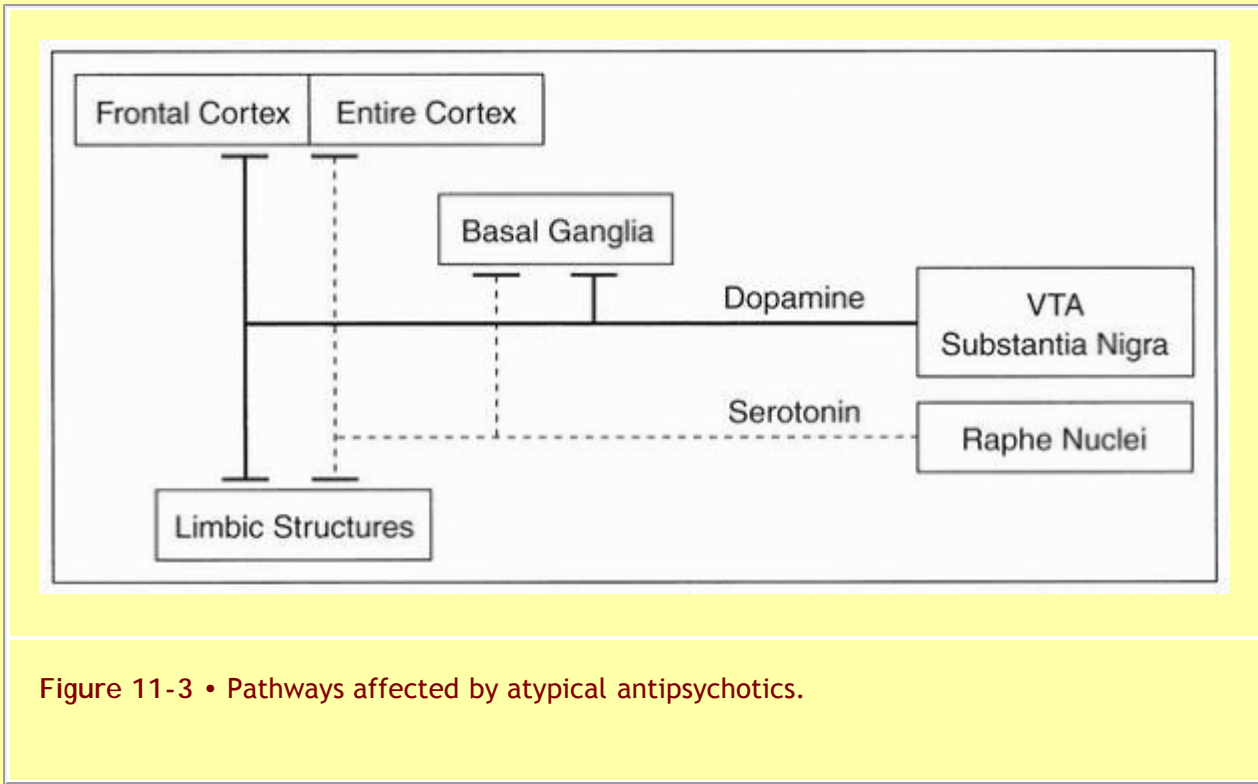 Frontal Cortex
Entire Cortex
Basal Ganglia
Dopamine
VTA
Substantia Nigra
Serotonin
Raphe Nuclei
Limbic Structures
Figure 11-3 • Pathways affected by atypical antipsychotics.